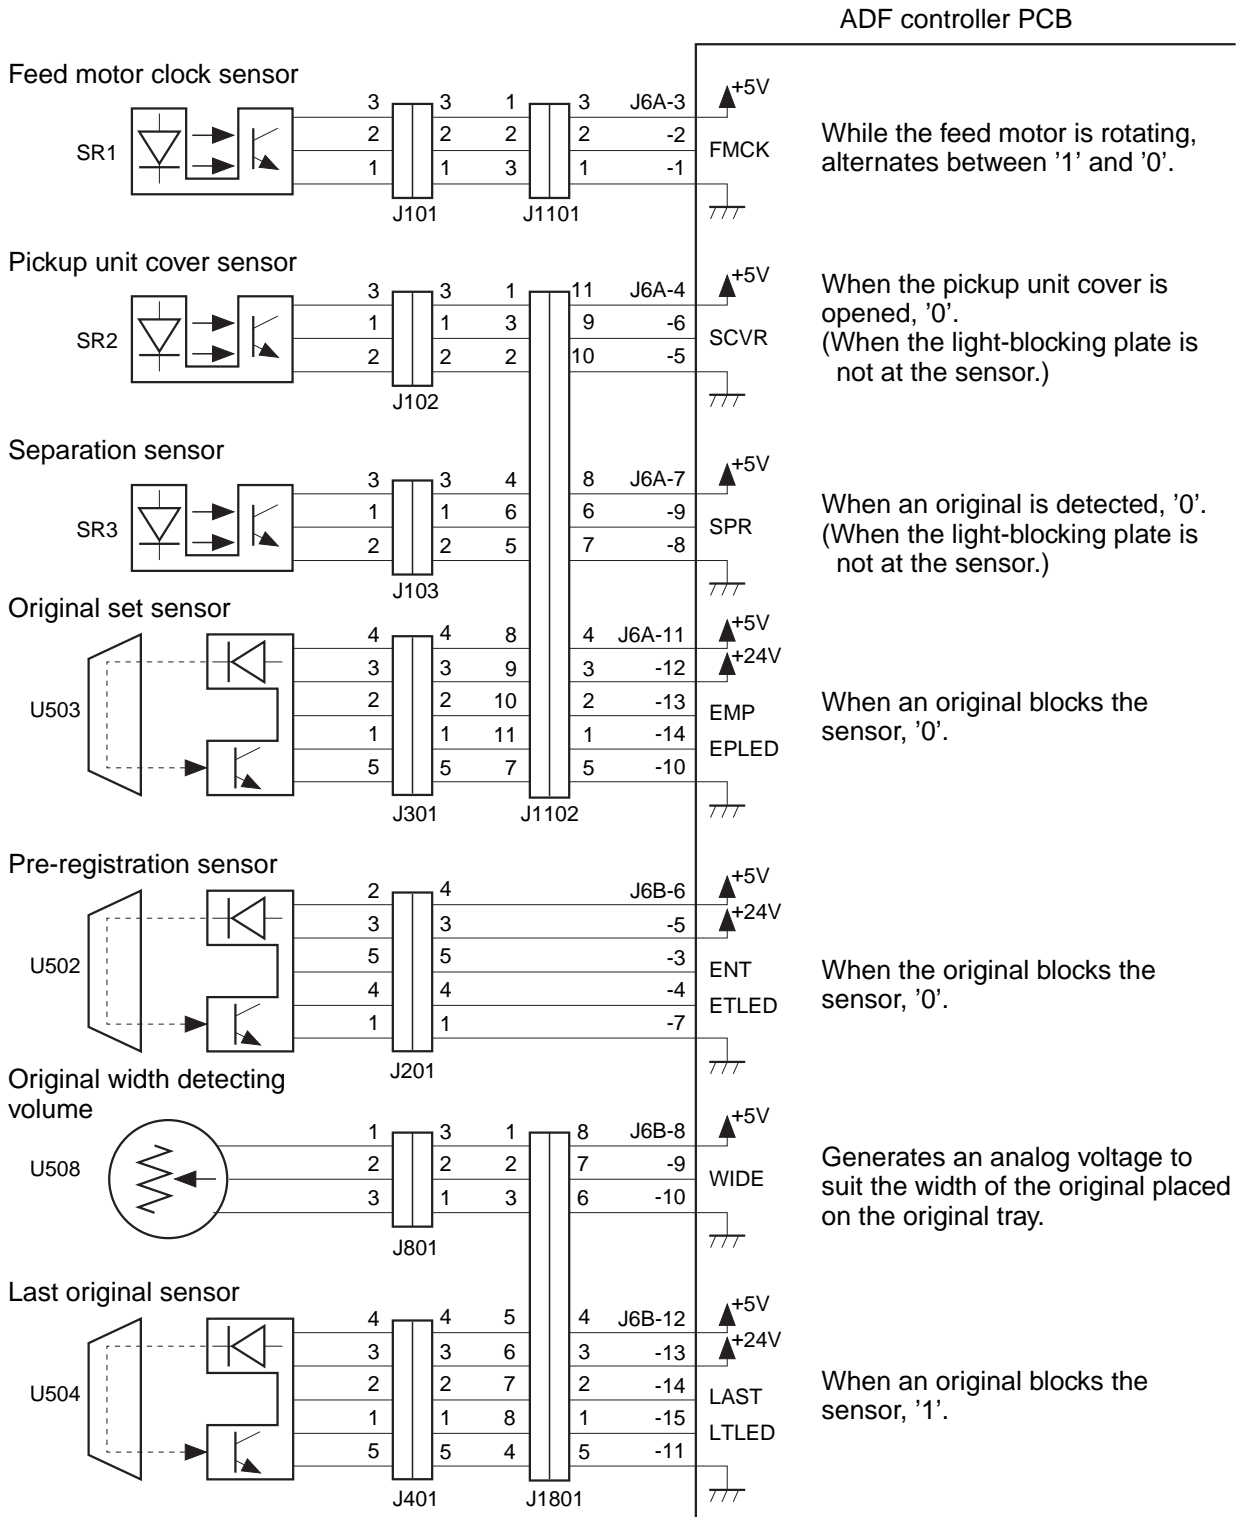 ADF controller PCB
Feed motor clock sensor
SR1
3 3 1 3 J6A-3 +5V
2 2 2 2 -2 FMCK
1 1 3 1 -1
J101 J1101
While the feed motor is rotating,
alternates between '1' and '0'.
Pickup unit cover sensor
SR2
3 3 1 11 J6A-4 +5V
1 1 3 9 -6 SCVR
2 2 2 10 -5
J102
When the pickup unit cover is
opened, '0'.
(When the light-blocking plate is
not at the sensor.)
Separation sensor
SR3
3 3 4 8 J6A-7 +5V
1 1 6 6 -9 SPR
2 2 5 7 -8
J103
When an original is detected, '0'.
(When the light-blocking plate is
not at the sensor.)
Original set sensor
U503
4 4 8 4 J6A-11 +5V
3 3 9 3 -12 +24V
2 2 10 2 -13 EMP
1 1 11 1 -14 EPLED
5 5 7 5 -10
J301 J1102
When an original blocks the
sensor, '0'.
Pre-registration sensor
U502
2 4 J6B-6 +5V
3 3 -5 +24V
5 5 -3 ENT
4 4 -4 ETLED
1 1 -7
J201
When the original blocks the
sensor, '0'.
Original width detecting
volume
U508
1 3 1 8 J6B-8 +5V
2 2 2 7 -9 WIDE
3 1 3 6 -10
J801
Generates an analog voltage to
suit the width of the original placed
on the original tray.
Last original sensor
U504
4 4 5 4 J6B-12 +5V
3 3 6 3 -13 +24V
2 2 7 2 -14 LAST
1 1 8 1 -15 LTLED
5 5 4 5 -11
J401 J1801
When an original blocks the
sensor, '1'.